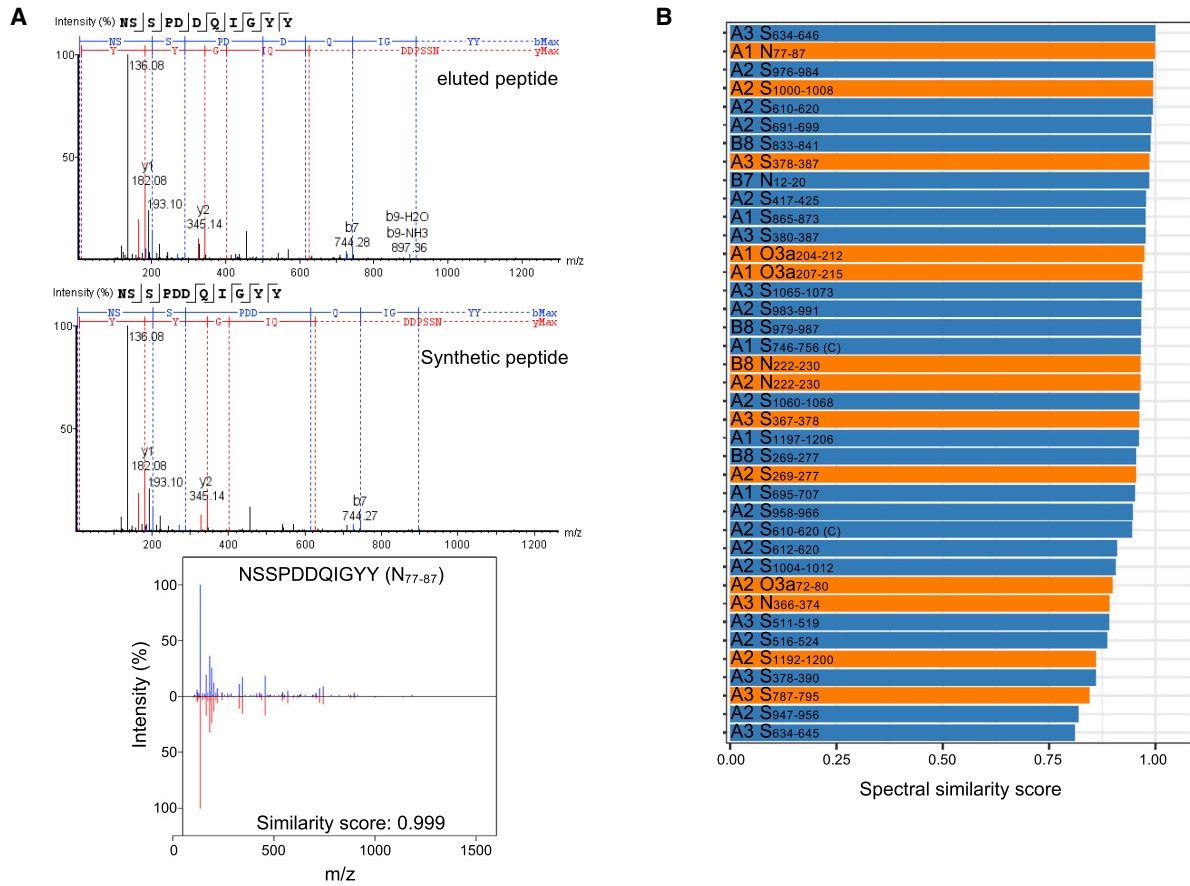 A
Intensity (%) NSSPDDQIGYY
NS S PD D Q IG YY bMax
Y Y G IQ DDPSSN yMax
100
136.08
eluted peptide
50
y1
182.08
193.10
y2
345.14
b7
744.28
b9-H2O
b9-NH3
897.36
200 400 600 800 1000 1200 m/z
Intensity (%) NSSPDDQIGYY
NS S PDD Q IG YY bMax
Y Y G IQ DDPSSN yMax
100
136.08
Synthetic peptide
50
y1
182.08
193.10
y2
345.14
b7
744.27
200 400 600 800 1000 1200 m/z
NSSPDDQIGYY (N77-87)
100
50
0
50
100
Intensity (%)
Similarity score: 0.999
0 500 1000 1500
m/z
B
A3 S634-646
A1 N77-87
A2 S976-984
A2 S1000-1008
A2 S610-620
A2 S691-699
B8 S833-841
A3 S378-387
B7 N12-20
A2 S417-425
A1 S865-873
A3 S380-387
A1 O3a204-212
A1 O3a207-215
A3 S1065-1073
A2 S983-991
B8 S979-987
A1 S746-756 (C)
B8 N222-230
A2 N222-230
A2 S1060-1068
A3 S367-378
A1 S1197-1206
B8 S269-277
A2 S269-277
A1 S695-707
A2 S958-966
A2 S610-620 (C)
A2 S612-620
A2 S1004-1012
A2 O3a72-80
A3 N366-374
A3 S511-519
A2 S516-524
A2 S1192-1200
A3 S378-390
A3 S787-795
A2 S947-956
A3 S634-645
0.00 0.25 0.50 0.75 1.00
Spectral similarity score